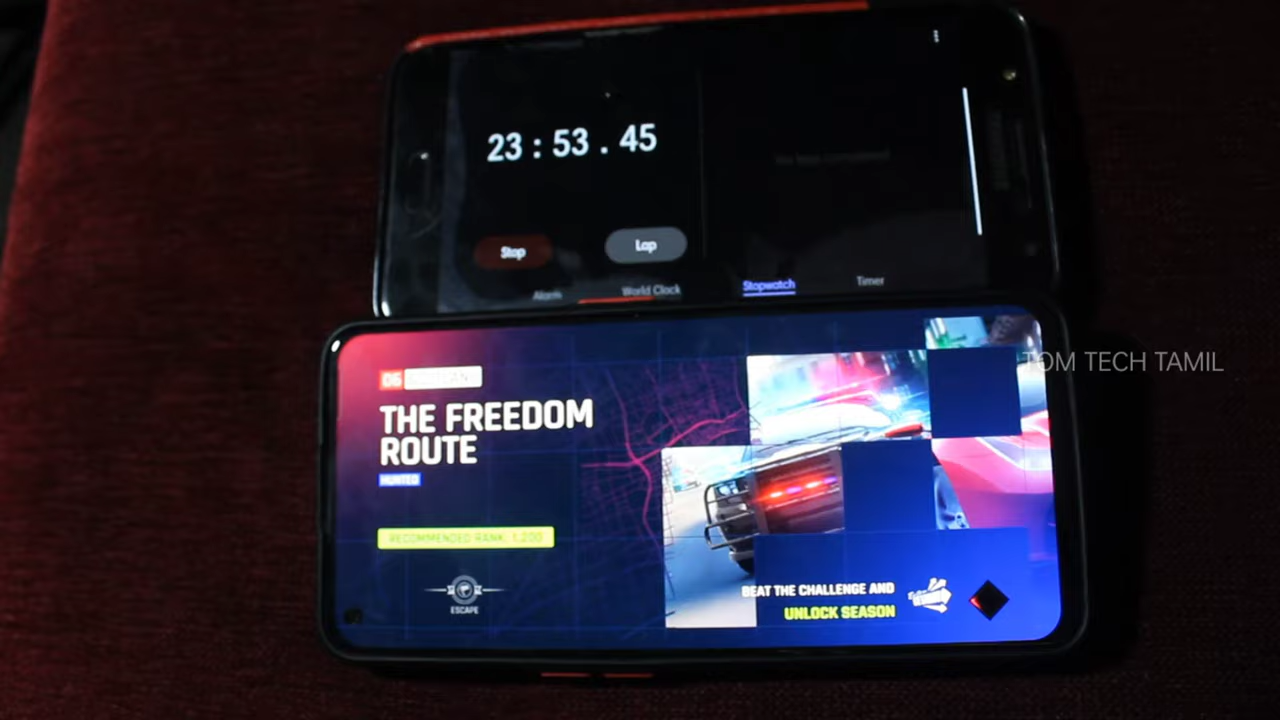 23:53.45
Stop
Lap
Alarm
World Clock
Stopwatch
Timer
TOM TECH TAMIL
06
THE FREEDOM
ROUTE
HUNTED
RECOMMENDED RANK: 1,200
ESCAPE
BEAT THE CHALLENGE AND
UNLOCK SEASON